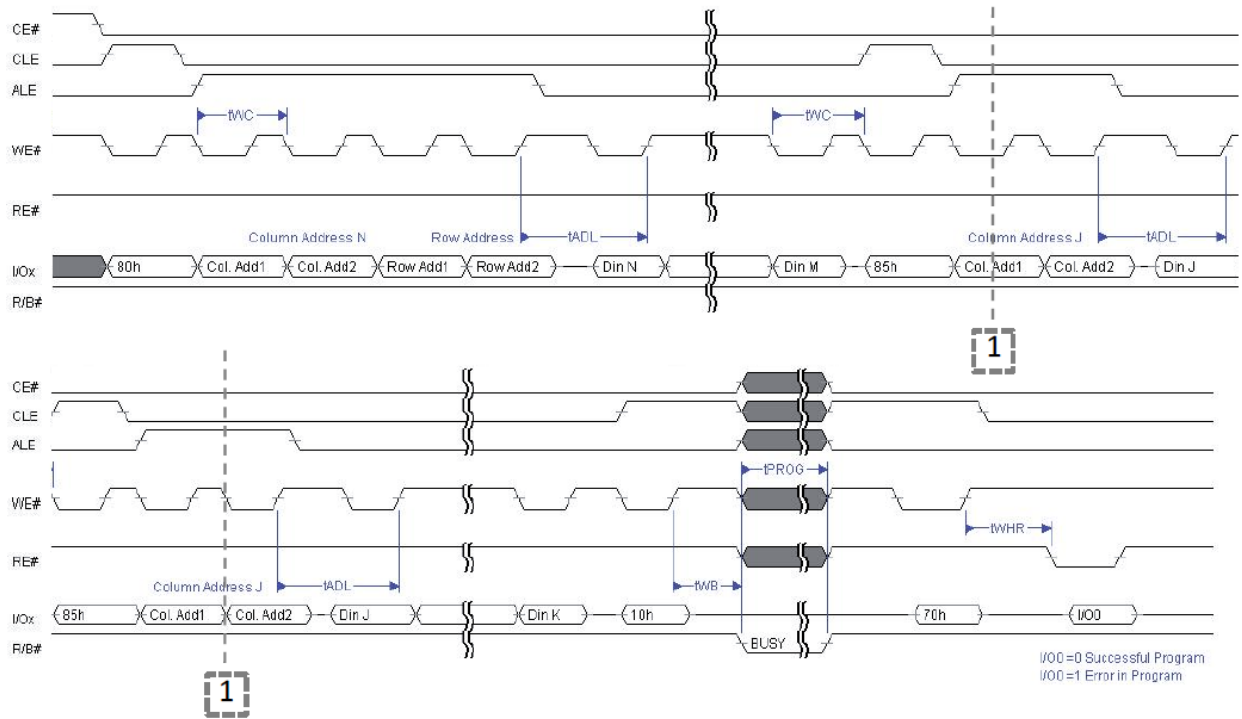 CE#
CLE
ALE
tWC tWC
WE#
RE#
Column Address N Row Address tADL Column Address J tADL
I/Ox 80h Col. Add1 Col. Add2 Row Add1 Row Add2 Din N Din M 85h Col. Add1 Col. Add2 Din J
R/B#
1
CE#
CLE
ALE
tPROG
WE#
tWHR
RE#
Column Address J tADL tWB
I/Ox 85h Col. Add1 Col. Add2 Din J Din K 10h 70h I/O0
R/B# BUSY
I/O0=0 Successful Program
I/O0=1 Error in Program
1